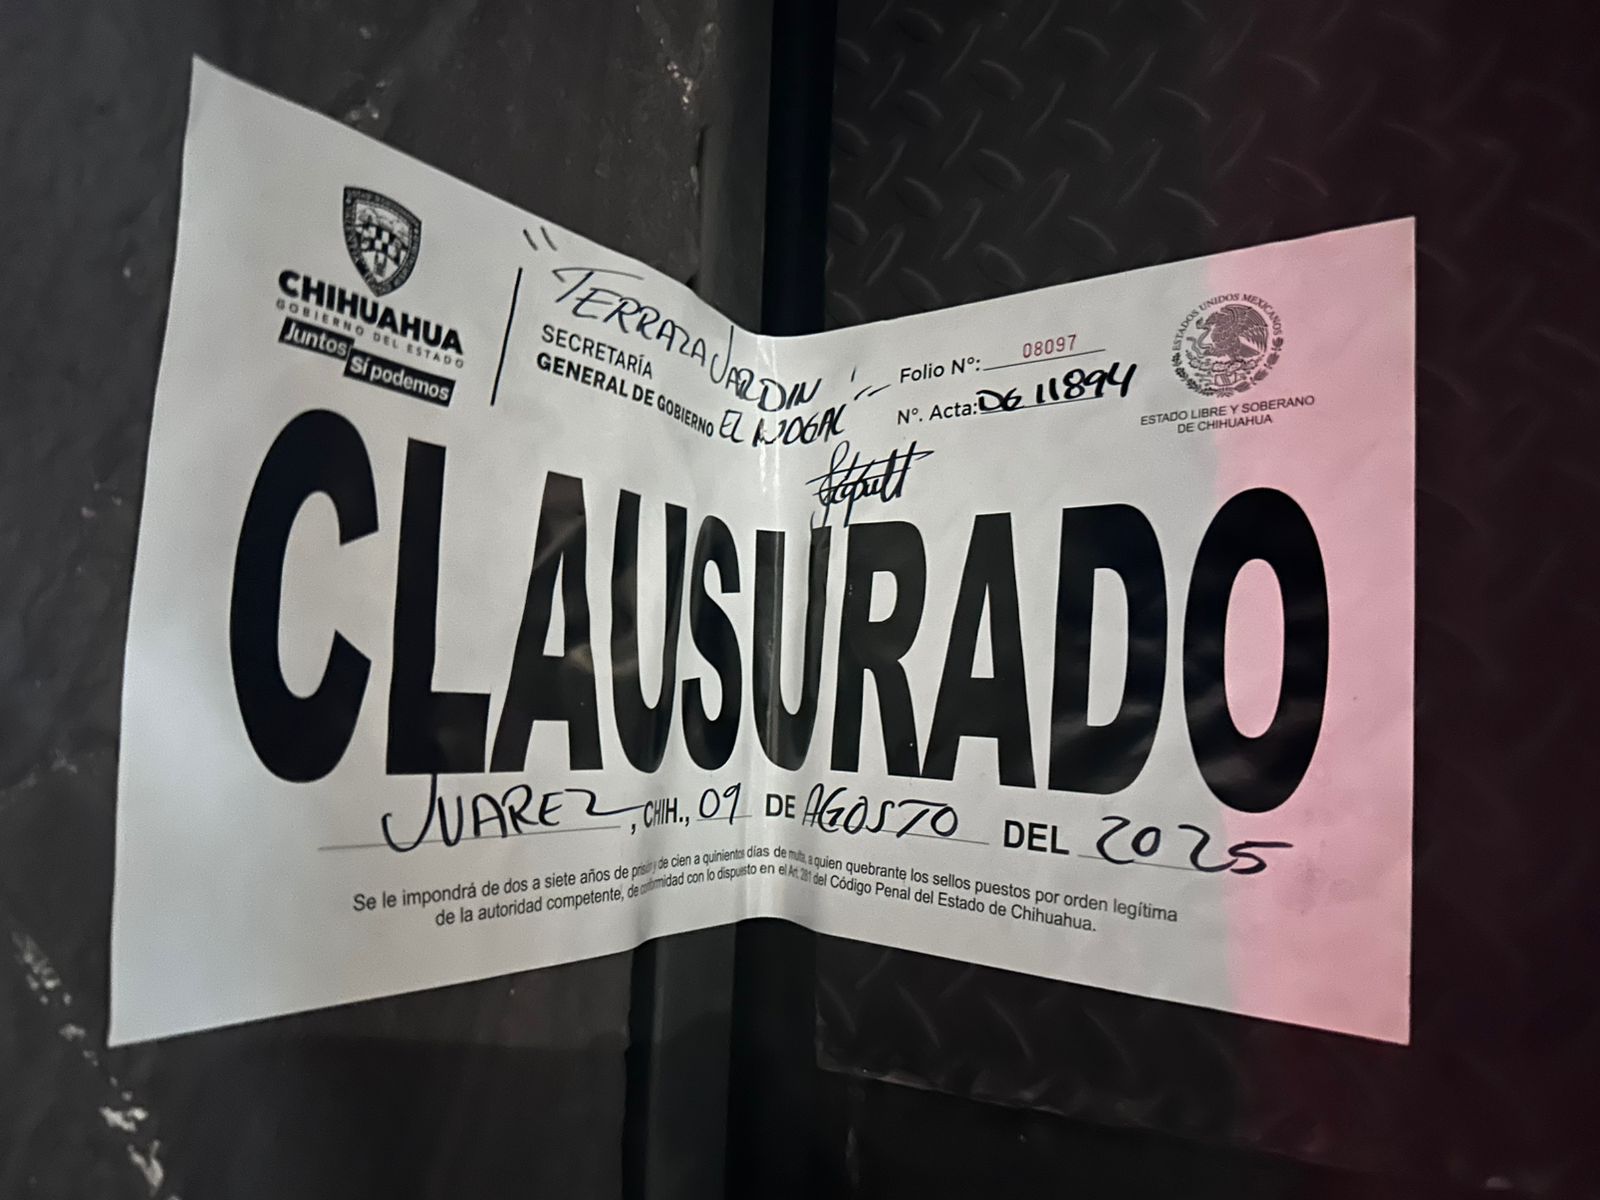 CHIHUAHUA
GOBIERNO DEL ESTADO
Juntos
Sí podemos
"TERRAZA JARDIN
EL NOGAL"
SECRETARÍA
GENERAL DE GOBIERNO
Folio Nº: 08097
Nº. Acta: DG 11894
ESTADOS UNIDOS MEXICANOS
ESTADO LIBRE Y SOBERANO
DE CHIHUAHUA
CLAUSURADO
JUAREZ, CHIH., 09 DE AGOSTO DEL 2025
Se le impondrá de dos a siete años de prisión y de cien a quinientos días de multa, a quien quebrante los sellos puestos por orden legítima
de la autoridad competente, de conformidad con lo dispuesto en el Art. 281 del Código Penal del Estado de Chihuahua.